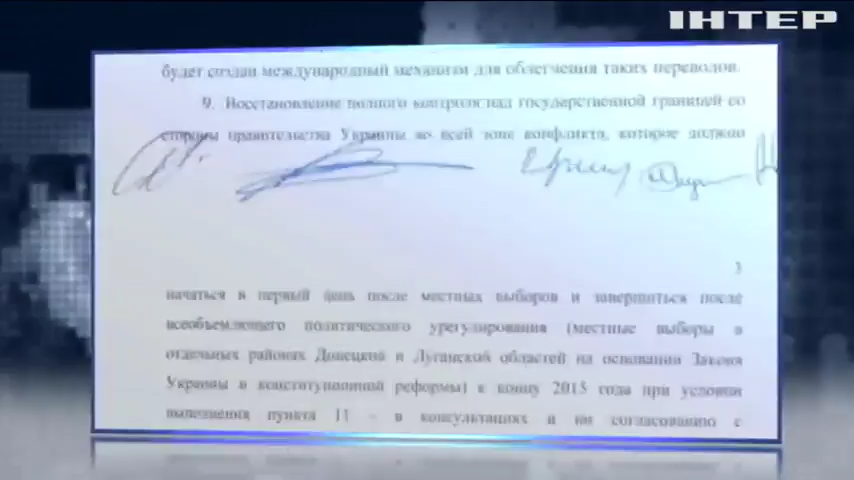 ІНТЕР
будет создан международный механизм для облегчения таких переводов.
9. Восстановление полного контроля над государственной границей со
стороны правительства Украины во всей зоне конфликта, которое должно
3
начаться в первый день после местных выборов и завершиться после
всеобъемлющего политического урегулирования (местные выборы в
отдельных районах Донецкой и Луганской областей на основании Закона
Украины и конституционной реформы) к концу 2015 года при условии
выполнения пункта 11 – в консультациях и по согласованию с